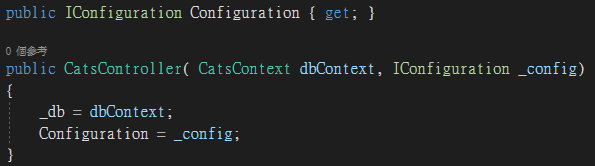 public IConfiguration Configuration { get; }
0 個參考
public CatsController( CatsContext dbContext, IConfiguration _config)
{
_db = dbContext;
Configuration = _config;
}